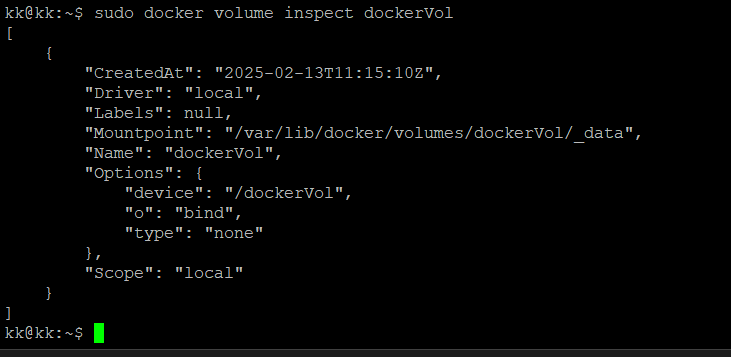 kk@kk:~$ sudo docker volume inspect dockerVol
[
    {
        "CreatedAt": "2025-02-13T11:15:10Z",
        "Driver": "local",
        "Labels": null,
        "Mountpoint": "/var/lib/docker/volumes/dockerVol/_data",
        "Name": "dockerVol",
        "Options": {
            "device": "/dockerVol",
            "o": "bind",
            "type": "none"
        },
        "Scope": "local"
    }
]
kk@kk:~$